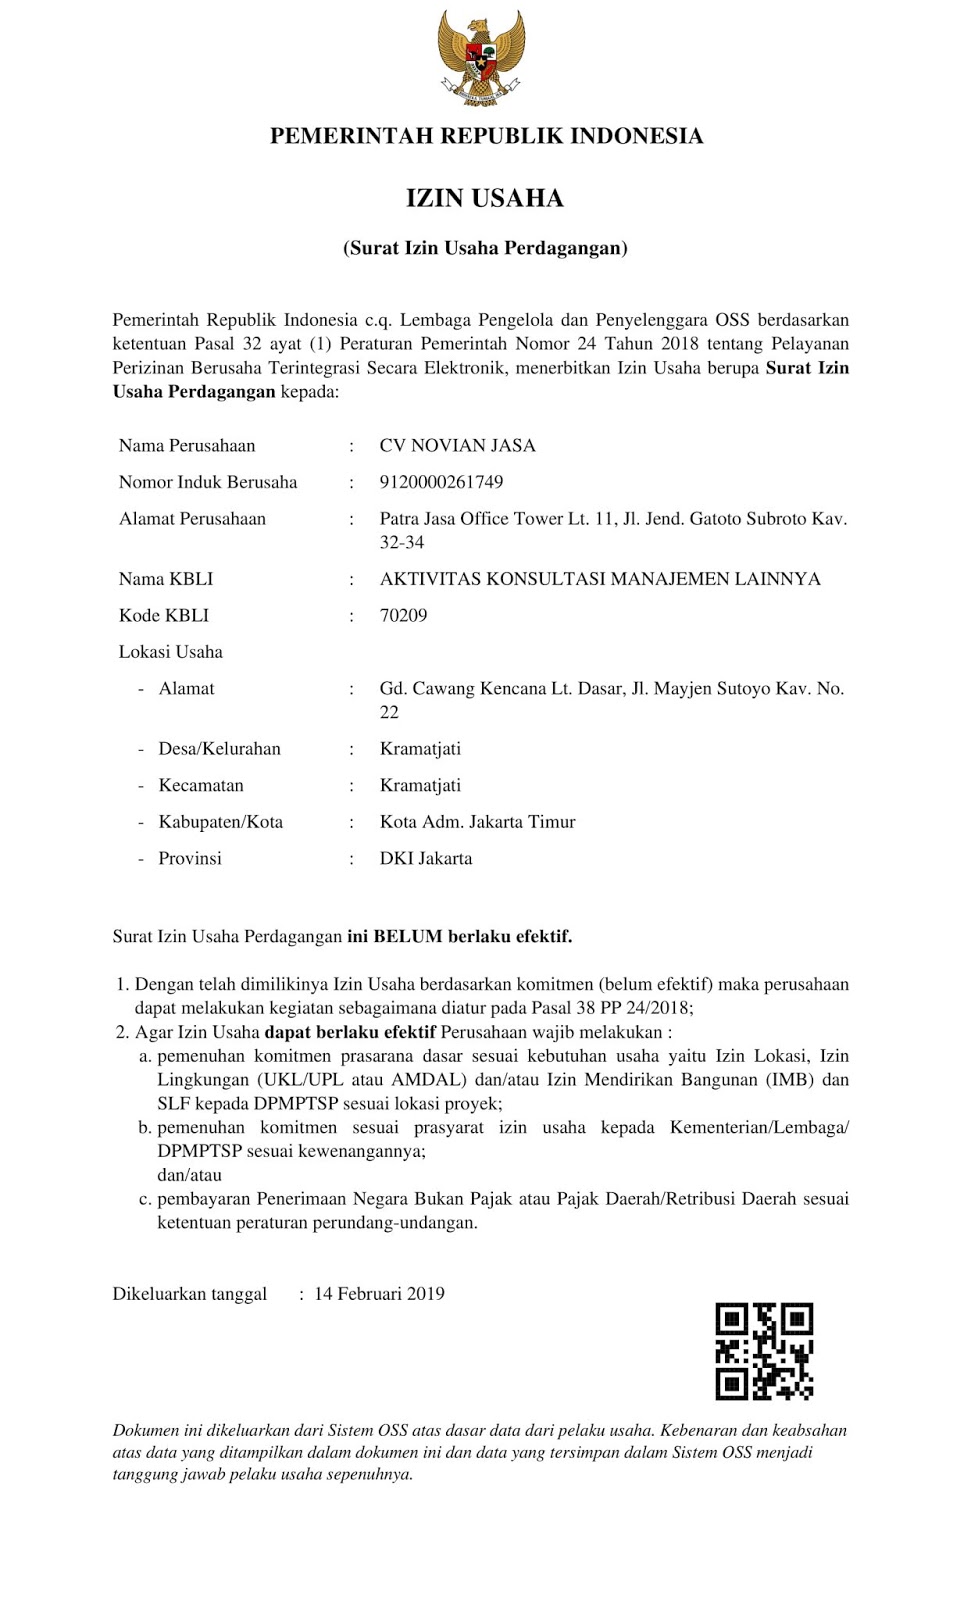 PEMERINTAH REPUBLIK INDONESIA
IZIN USAHA
(Surat Izin Usaha Perdagangan)
Pemerintah Republik Indonesia c.q. Lembaga Pengelola dan Penyelenggara OSS berdasarkan
ketentuan Pasal 32 ayat (1) Peraturan Pemerintah Nomor 24 Tahun 2018 tentang Pelayanan
Perizinan Berusaha Terintegrasi Secara Elektronik, menerbitkan Izin Usaha berupa Surat Izin
Usaha Perdagangan kepada:
Nama Perusahaan : CV NOVIAN JASA
Nomor Induk Berusaha : 9120000261749
Alamat Perusahaan : Patra Jasa Office Tower Lt. 11, Jl. Jend. Gatoto Subroto Kav.
32-34
Nama KBLI : AKTIVITAS KONSULTASI MANAJEMEN LAINNYA
Kode KBLI : 70209
Lokasi Usaha
- Alamat : Gd. Cawang Kencana Lt. Dasar, Jl. Mayjen Sutoyo Kav. No.
22
- Desa/Kelurahan : Kramatjati
- Kecamatan : Kramatjati
- Kabupaten/Kota : Kota Adm. Jakarta Timur
- Provinsi : DKI Jakarta
Surat Izin Usaha Perdagangan ini BELUM berlaku efektif.
1. Dengan telah dimilikinya Izin Usaha berdasarkan komitmen (belum efektif) maka perusahaan
dapat melakukan kegiatan sebagaimana diatur pada Pasal 38 PP 24/2018;
2. Agar Izin Usaha dapat berlaku efektif Perusahaan wajib melakukan :
a. pemenuhan komitmen prasarana dasar sesuai kebutuhan usaha yaitu Izin Lokasi, Izin
Lingkungan (UKL/UPL atau AMDAL) dan/atau Izin Mendirikan Bangunan (IMB) dan
SLF kepada DPMPTSP sesuai lokasi proyek;
b. pemenuhan komitmen sesuai prasyarat izin usaha kepada Kementerian/Lembaga/
DPMPTSP sesuai kewenangannya;
dan/atau
c. pembayaran Penerimaan Negara Bukan Pajak atau Pajak Daerah/Retribusi Daerah sesuai
ketentuan peraturan perundang-undangan.
Dikeluarkan tanggal : 14 Februari 2019
Dokumen ini dikeluarkan dari Sistem OSS atas dasar data dari pelaku usaha. Kebenaran dan keabsahan
atas data yang ditampilkan dalam dokumen ini dan data yang tersimpan dalam Sistem OSS menjadi
tanggung jawab pelaku usaha sepenuhnya.